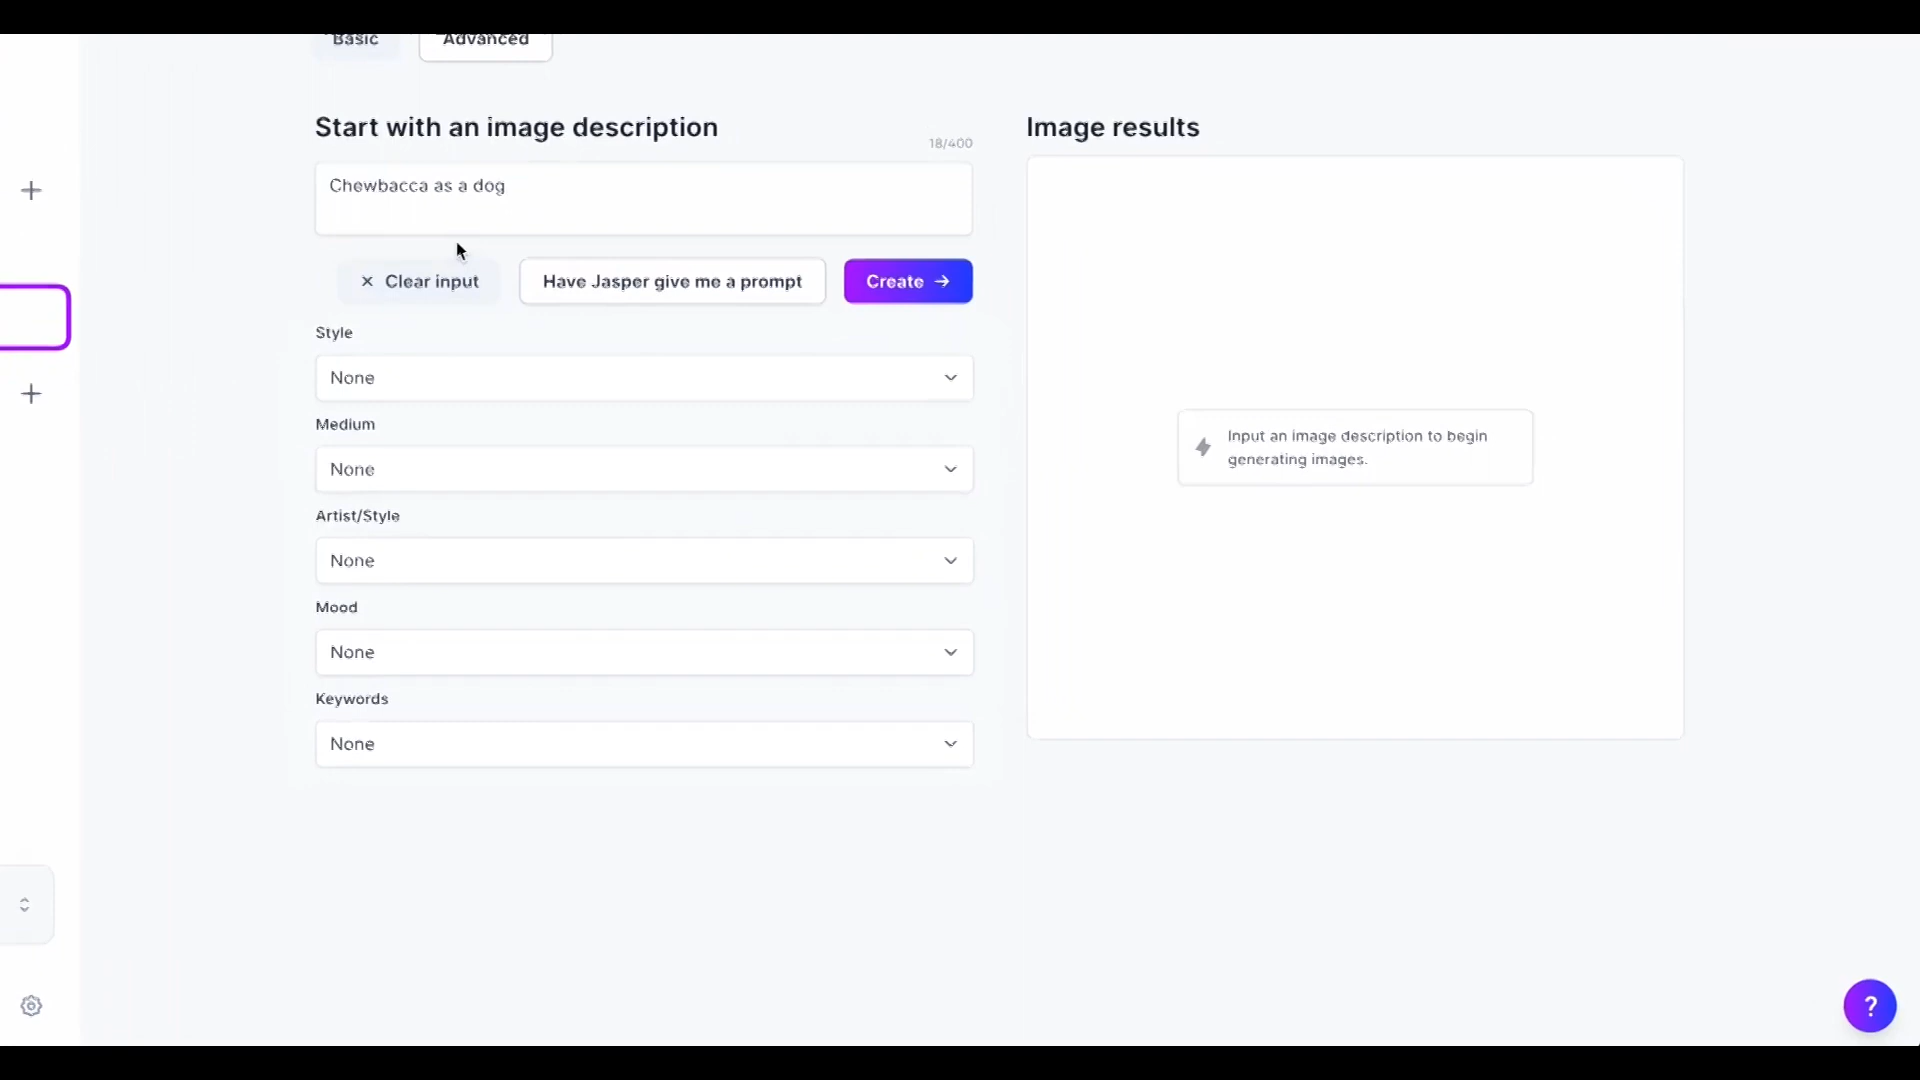 Basic
Advanced
Start with an image description
18/400
Chewbacca as a dog
Clear input
Have Jasper give me a prompt
Create
Style
None
Medium
None
Artist/Style
None
Mood
None
Keywords
None
Image results
Input an image description to begin
generating images.
?